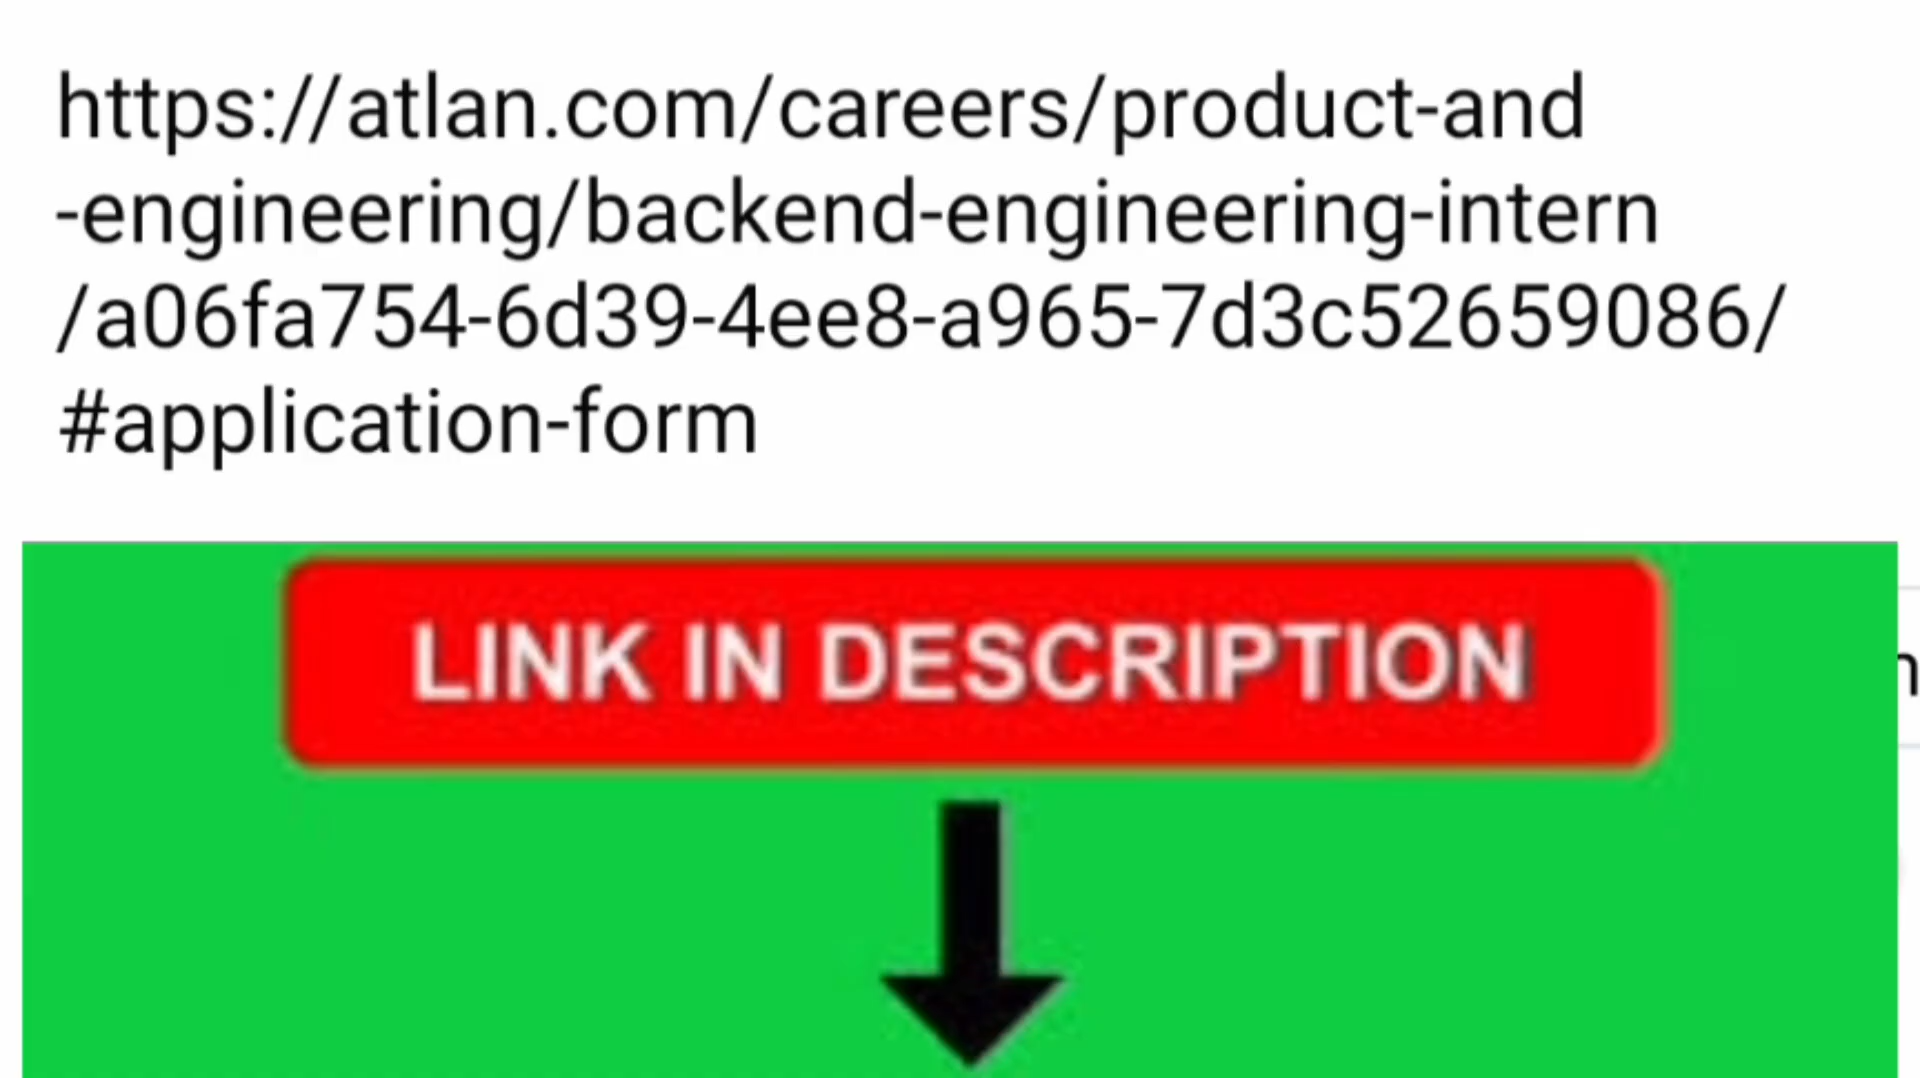 https://atlan.com/careers/product-and
-engineering/backend-engineering-intern
/a06fa754-6d39-4ee8-a965-7d3c52659086/
#application-form
LINK IN DESCRIPTION